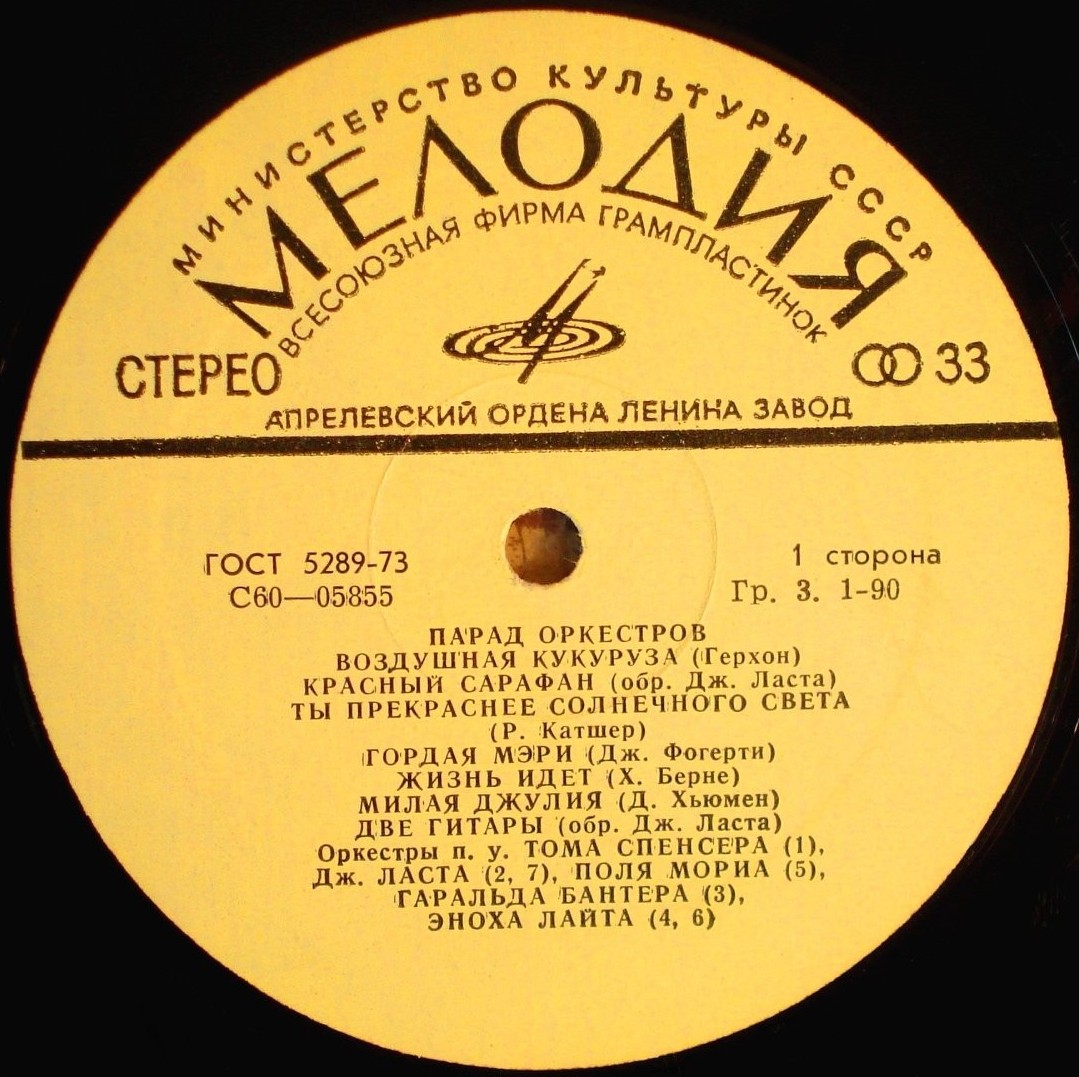 МИНИСТЕРСТВО КУЛЬТУРЫ СССР
МЕЛОДИЯ
ВСЕСОЮЗНАЯ ФИРМА ГРАМПЛАСТИНОК
СТЕРЕО
33
АПРЕЛЕВСКИЙ ОРДЕНА ЛЕНИНА ЗАВОД
ГОСТ 5289-73
С60—05855
1 сторона
Гр. 3. 1-90
ПАРАД ОРКЕСТРОВ
ВОЗДУШНАЯ КУКУРУЗА (Герхон)
КРАСНЫЙ САРАФАН (обр. Дж. Ласта)
ТЫ ПРЕКРАСНЕЕ СОЛНЕЧНОГО СВЕТА
(Р. Катшер)
ГОРДАЯ МЭРИ (Дж. Фогерти)
ЖИЗНЬ ИДЕТ (Х. Берне)
МИЛАЯ ДЖУЛИЯ (Д. Хьюмен)
ДВЕ ГИТАРЫ (обр. Дж. Ласта)
Оркестры п. у. ТОМА СПЕНСЕРА (1),
Дж. ЛАСТА (2, 7), ПОЛЯ МОРИА (5),
ГАРАЛЬДА БАНТЕРА (3),
ЭНОХА ЛАЙТА (4, 6)